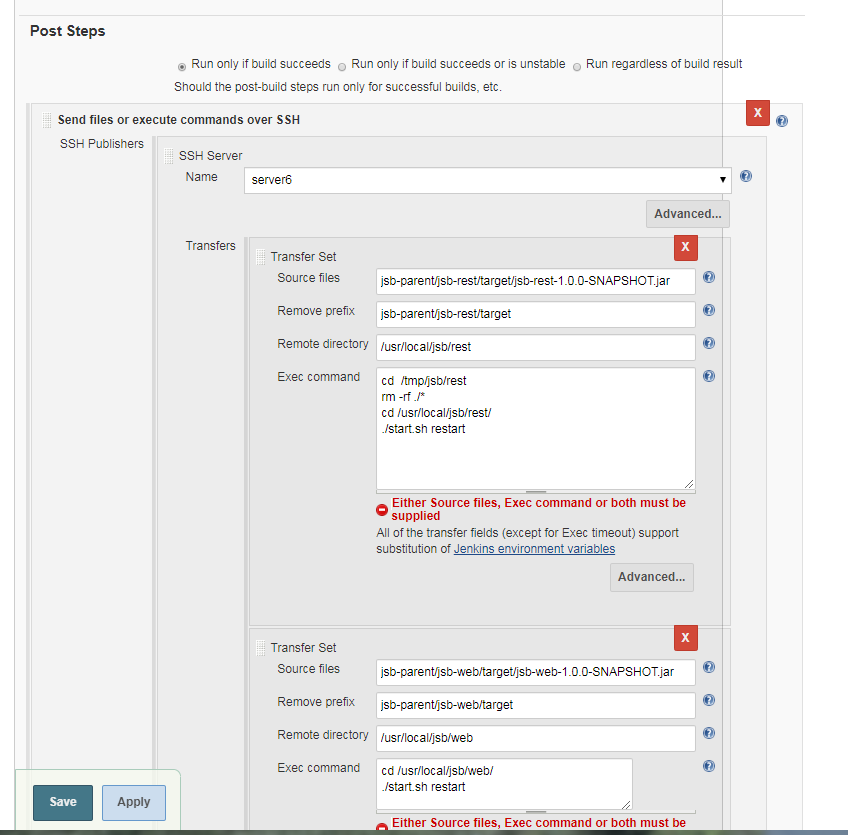 Post Steps
Run only if build succeeds Run only if build succeeds or is unstable Run regardless of build result
Should the post-build steps run only for successful builds, etc.
Send files or execute commands over SSH
X
SSH Publishers
SSH Server
Name
server6
Advanced...
Transfers
X
Transfer Set
Source files
jsb-parent/jsb-rest/target/jsb-rest-1.0.0-SNAPSHOT.jar
Remove prefix
jsb-parent/jsb-rest/target
Remote directory
/usr/local/jsb/rest
Exec command
cd  /tmp/jsb/rest
rm -rf ./*
cd /usr/local/jsb/rest/
./start.sh restart
Either Source files, Exec command or both must be
supplied
All of the transfer fields (except for Exec timeout) support
substitution of Jenkins environment variables
Advanced...
X
Transfer Set
Source files
jsb-parent/jsb-web/target/jsb-web-1.0.0-SNAPSHOT.jar
Remove prefix
jsb-parent/jsb-web/target
Remote directory
/usr/local/jsb/web
Exec command
cd /usr/local/jsb/web/
./start.sh restart
Either Source files, Exec command or both must be
Save
Apply